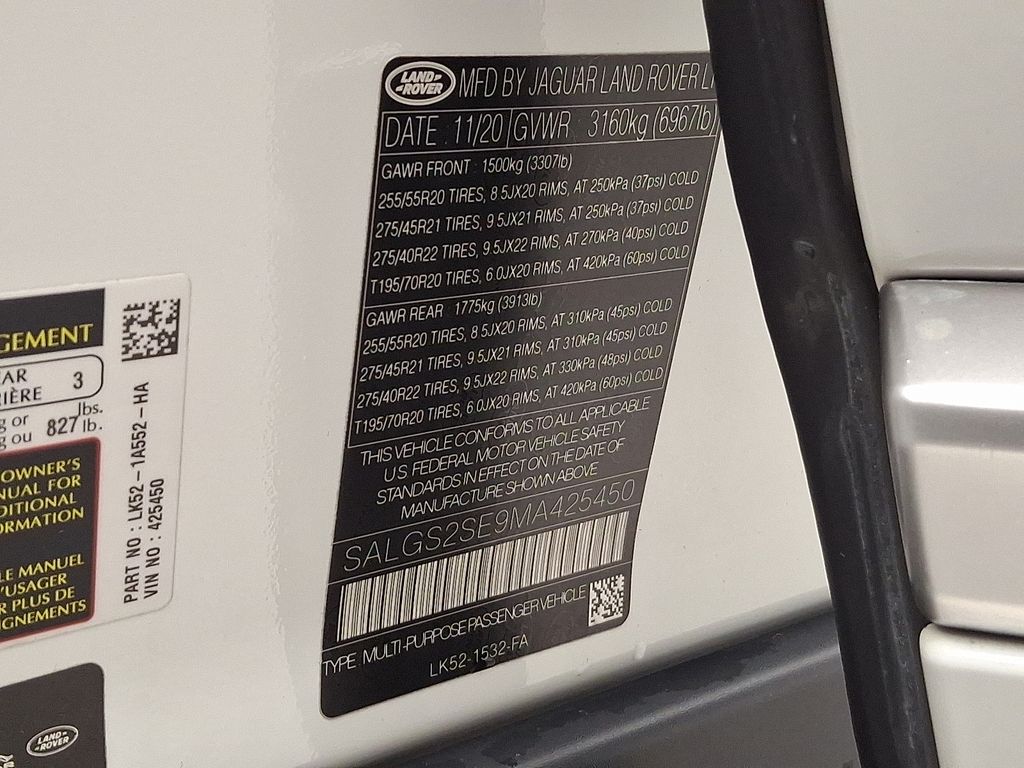 LAND ROVER
MFD BY JAGUAR LAND ROVER
DATE : 11/20 GVWR : 3160kg (6967lb)
GAWR FRONT : 1500kg (3307lb)
255/55R20 TIRES, 8 5JX20 RIMS, AT 250kPa (37psi) COLD
275/45R21 TIRES, 9 5JX21 RIMS, AT 250kPa (37psi) COLD
275/40R22 TIRES, 9.5JX22 RIMS, AT 270kPa (40psi) COLD
T195/70R20 TIRES, 6.0JX20 RIMS, AT 420kPa (60psi) COLD
GAWR REAR : 1775kg (3913lb)
255/55R20 TIRES, 8 5JX20 RIMS, AT 310kPa (45psi) COLD
275/45R21 TIRES, 9.5JX21 RIMS, AT 310kPa (45psi) COLD
275/40R22 TIRES, 9 5JX22 RIMS, AT 330kPa (48psi) COLD
T195/70R20 TIRES, 6.0JX20 RIMS, AT 420kPa (60psi) COLD
THIS VEHICLE CONFORMS TO ALL APPLICABLE
U.S. FEDERAL MOTOR VEHICLE SAFETY
STANDARDS IN EFFECT ON THE DATE OF
MANUFACTURE SHOWN ABOVE
SALGS2SE9MA425450
TYPE: MULTI-PURPOSE PASSENGER VEHICLE
LK52-1532-FA
GEMENT
AR
IÈRE 3
g or lbs.
g ou 827 lb.
OWNER'S
NUAL FOR
DITIONAL
ORMATION
LE MANUEL
'USAGER
R PLUS DE
IGNEMENTS
PART NO : LK52-1A552-HA
VIN NO : 425450
LAND ROVER